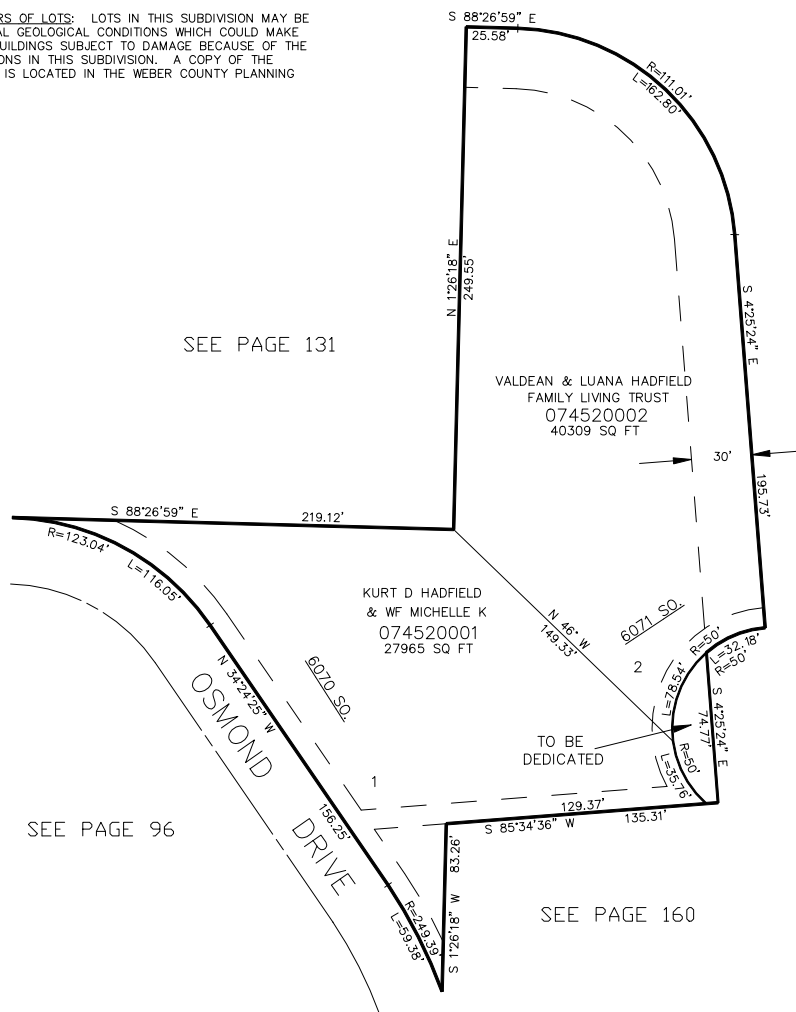 RS OF LOTS: LOTS IN THIS SUBDIVISION MAY BE
AL GEOLOGICAL CONDITIONS WHICH COULD MAKE
UILDINGS SUBJECT TO DAMAGE BECAUSE OF THE
ONS IN THIS SUBDIVISION. A COPY OF THE
IS LOCATED IN THE WEBER COUNTY PLANNING
S 88°26'59" E
25.58'
R=111.01'
L=162.80'
N 1°26'18" E
249.55'
S 4°25'24" E
195.73'
SEE PAGE 131
VALDEAN & LUANA HADFIELD
FAMILY LIVING TRUST
074520002
40309 SQ FT
30'
S 88°26'59" E
219.12'
R=123.04'
L=116.05'
KURT D HADFIELD
& WF MICHELLE K
074520001
27965 SQ FT
N 46° W
149.33'
6071 SQ.
2
R=50'
L=32.18'
R=50'
L=78.54'
S 4°25'24" E
74.77'
R=50'
L=35.76'
TO BE
DEDICATED
N 34°24'25" W
156.25'
6070 SQ.
1
OSMOND
DRIVE
129.37'
S 85°34'36" W
135.31'
83.26'
S 1°26'18" W
R=249.39'
L=59.38'
SEE PAGE 96
SEE PAGE 160